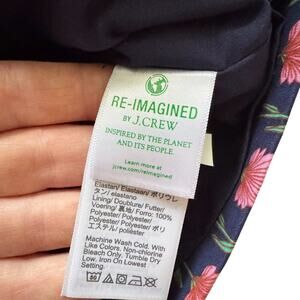 RE-IMAGINED
BY J.CREW
INSPIRED BY THE PLANET
AND ITS PEOPLE.
Learn more at
jcrew.com/reimagined
Elastan/ Elastaan/ ポリウレ
タン/ elastano
Lining/ Doublure/ Futter/
Voering/ 裏地/ Forro: 100%
Polyester/ Polyester/
Polyester/ Polyester/ ポリ
エステル/ poliéster
Machine Wash Cold. With
Like Colors. Non-chlorine
Bleach Only. Tumble Dry
Low. Iron On Lowest
Setting.
30